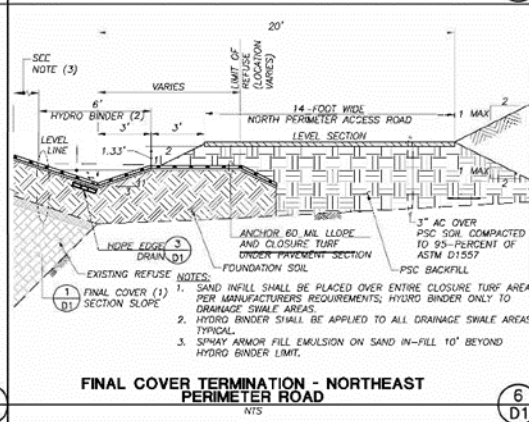 20'
SEE
NOTE (3)
VARIES
LIMIT OF
REFUSE
(LOCATION
VARIES)
6'
HYDRO BINDER (2)
3'
3'
14-FOOT WIDE
NORTH PERIMETER ACCESS ROAD
LEVEL SECTION
2
1 MAX
LEVEL
LINE
1.33'
2
1 MAX
2
HDPE EDGE
DRAIN
3
D1
ANCHOR 60 MIL LLDPE
AND CLOSURE TURF
UNDER PAVEMENT SECTION
3" AC OVER
PSC SOIL COMPACTED
TO 95-PERCENT OF
ASTM D1557
EXISTING REFUSE
FOUNDATION SOIL
PSC BACKFILL
1
D1
FINAL COVER (1)
SECTION SLOPE
NOTES:
1. SAND INFILL SHALL BE PLACED OVER ENTIRE CLOSURE TURF AREA
PER MANUFACTURERS REQUIREMENTS; HYDRO BINDER ONLY TO
DRAINAGE SWALE AREAS.
2. HYDRO BINDER SHALL BE APPLIED TO ALL DRAINAGE SWALE AREAS
TYPICAL.
3. SPRAY ARMOR FILL EMULSION ON SAND IN-FILL 10' BEYOND
HYDRO BINDER LIMIT.
FINAL COVER TERMINATION - NORTHEAST
PERIMETER ROAD
NTS
6
D1